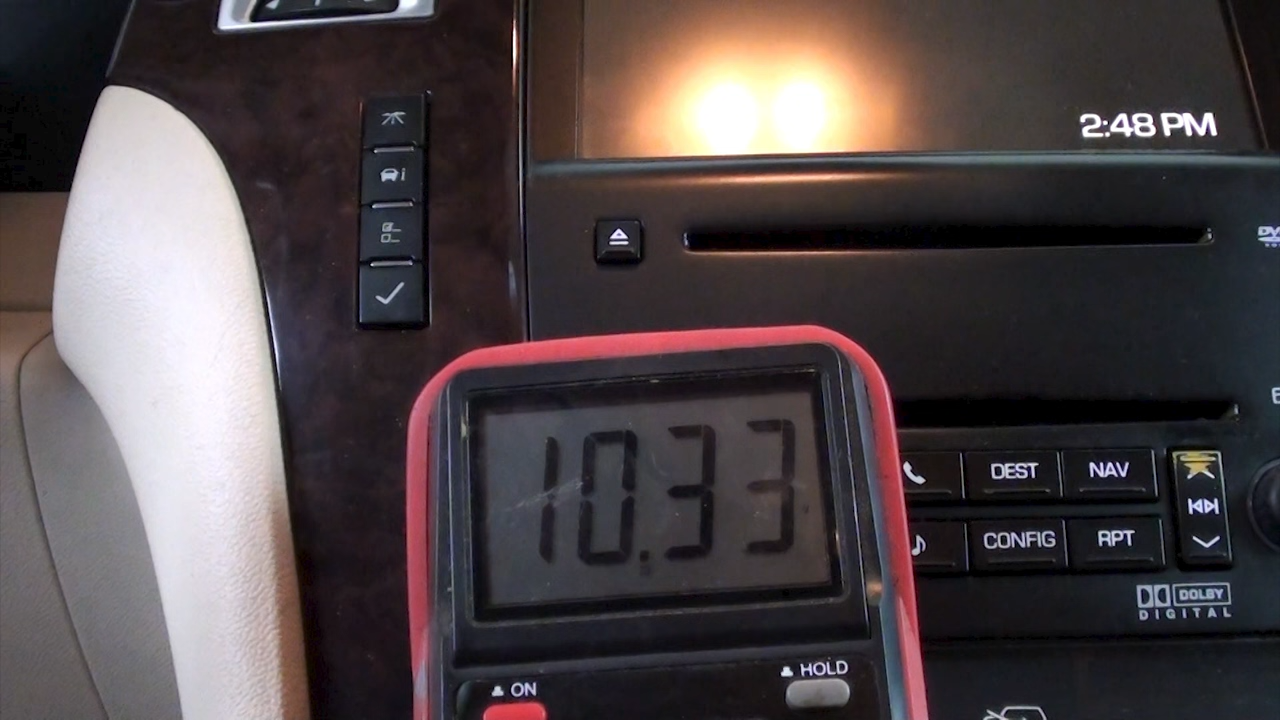 2:48 PM
i
10.33
DEST
NAV
CONFIG
RPT
DOLBY
DIGITAL
HOLD
ON